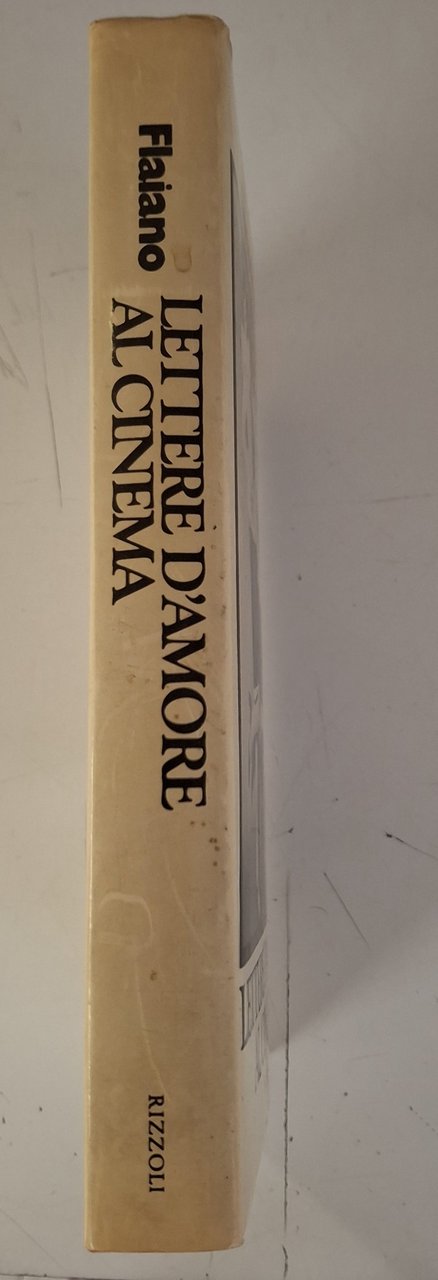 Flaiano
LETTERE D'AMORE
AL CINEMA
RIZZOLI